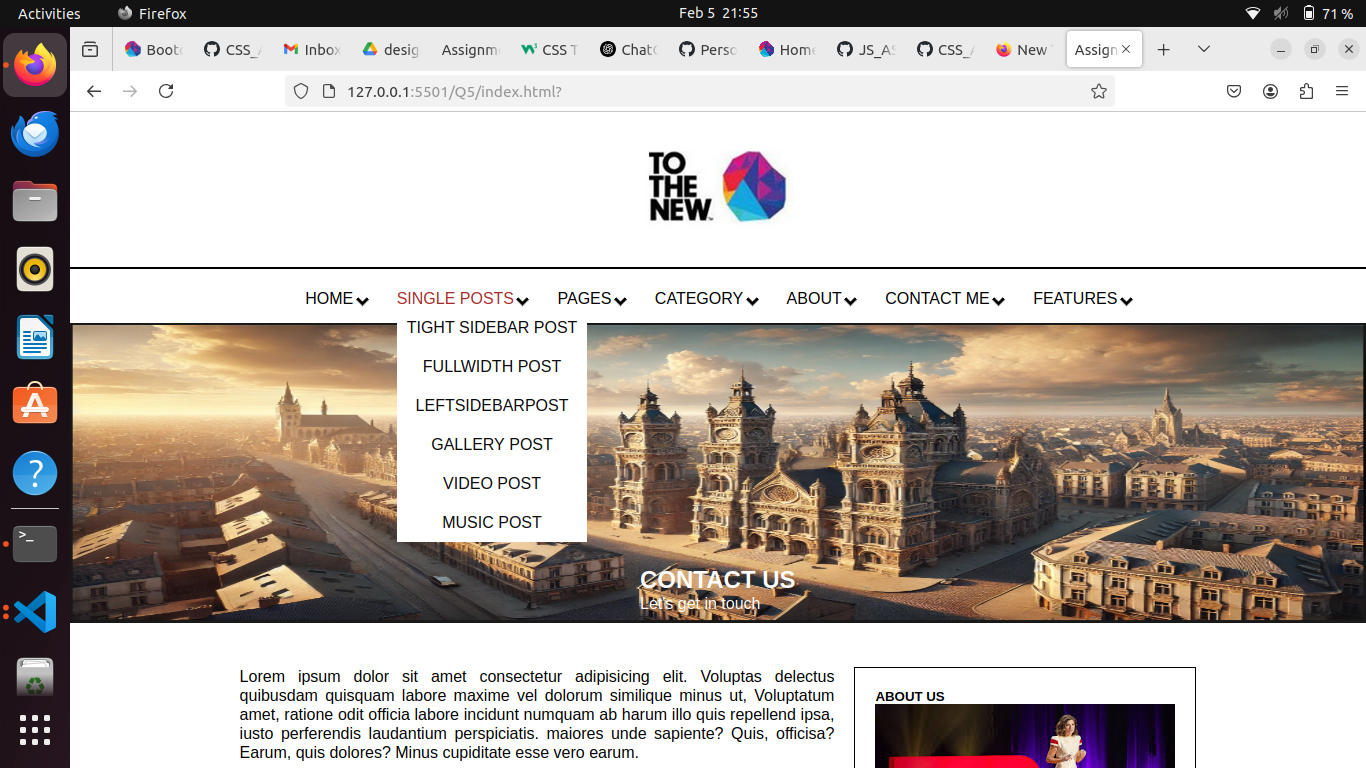 Activities Firefox Feb 5 21:55 71 %
Boot CSS_ Inbox desig Assignm CSS T Chat Perso Home JS_AS CSS_ New Assign
127.0.0.1:5501/Q5/index.html?
TO
THE
NEW™
HOME SINGLE POSTS PAGES CATEGORY ABOUT CONTACT ME FEATURES
TIGHT SIDEBAR POST
FULLWIDTH POST
LEFTSIDEBARPOST
GALLERY POST
VIDEO POST
MUSIC POST
CONTACT US
Let's get in touch
Lorem ipsum dolor sit amet consectetur adipisicing elit. Voluptas delectus
quibusdam quisquam labore maxime vel dolorum similique minus ut, Voluptatum
amet, ratione odit officia labore incidunt numquam ab harum illo quis repellend ipsa,
iusto perferendis laudantium perspiciatis. maiores unde sapiente? Quis, officisa?
Earum, quis dolores? Minus cupiditate esse vero earum.
ABOUT US